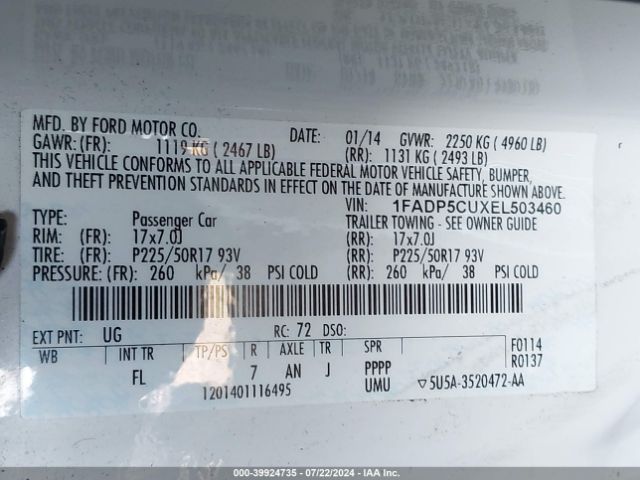 MFD. BY FORD MOTOR CO. DATE: 01/14 GVWR: 2250 KG ( 4960 LB)
GAWR: (FR): 1119 KG ( 2467 LB) (RR): 1131 KG ( 2493 LB)
THIS VEHICLE CONFORMS TO ALL APPLICABLE FEDERAL MOTOR VEHICLE SAFETY, BUMPER,
AND THEFT PREVENTION STANDARDS IN EFFECT ON THE DATE OF MANUFACTURE SHOWN ABOVE.
VIN: 1FADP5CUXEL503460
TYPE: Passenger Car TRAILER TOWING - SEE OWNER GUIDE
RIM: (FR): 17x7.0J (RR): 17x7.0J
TIRE: (FR): P225/50R17 93V (RR): P225/50R17 93V
PRESSURE: (FR): 260 kPa/ 38 PSI COLD (RR): 260 kPa/ 38 PSI COLD
EXT PNT: UG RC: 72 DSO:
WB INT TR TP/PS R AXLE TR SPR F0114
FL 7 AN J PPPP R0137
1201401116495 UMU ▽5U5A-3520472-AA
000-39924735 - 07/22/2024 - IAA Inc.